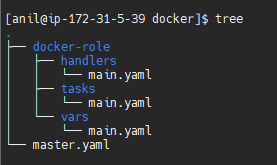 [anil@ip-172-31-5-39 docker]$ tree
.
├── docker-role
│   ├── handlers
│   │   └── main.yaml
│   ├── tasks
│   │   └── main.yaml
│   └── vars
│       └── main.yaml
└── master.yaml